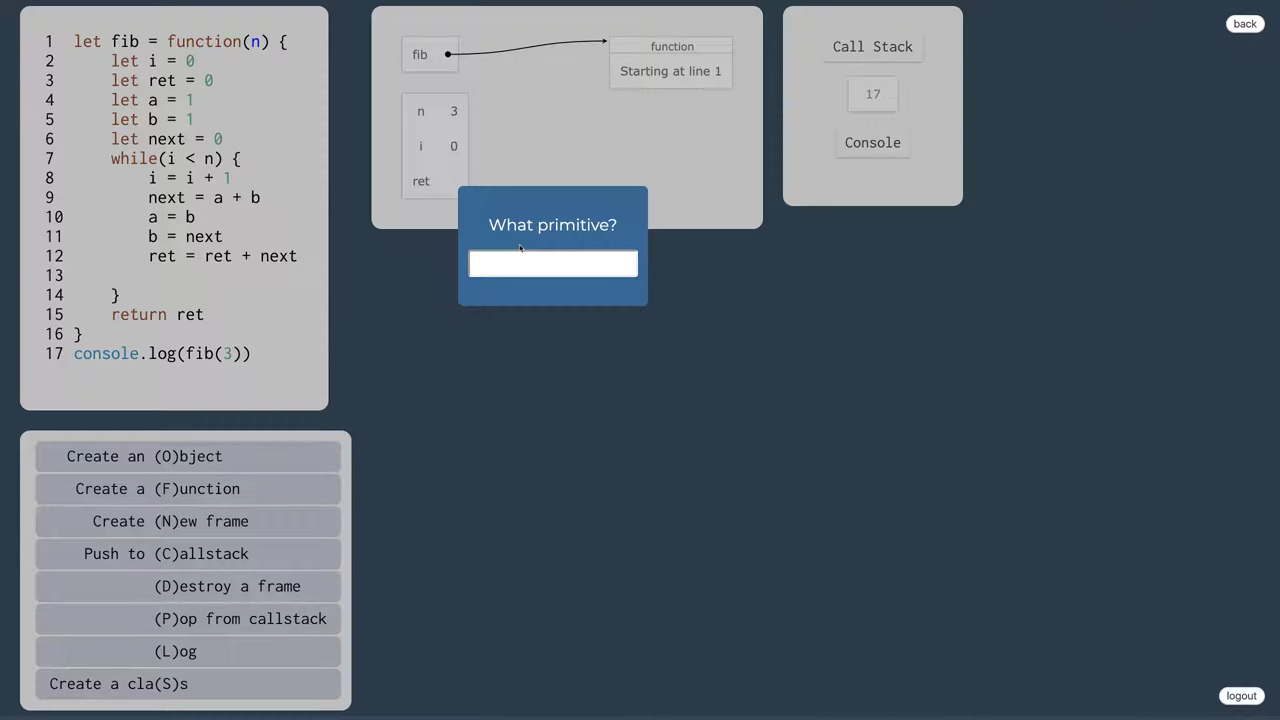 1 let fib = function(n) {
2 let i = 0
3 let ret = 0
4 let a = 1
5 let b = 1
6 let next = 0
7 while(i < n) {
8 i = i + 1
9 next = a + b
10 a = b
11 b = next
12 ret = ret + next
13
14 }
15 return ret
16 }
17 console.log(fib(3))
fib
function
Starting at line 1
n 3
i 0
ret
What primitive?
Call Stack
17
Console
back
Create an (O)bject
Create a (F)unction
Create (N)ew frame
Push to (C)allstack
(D)estroy a frame
(P)op from callstack
(L)og
Create a cla(S)s
logout